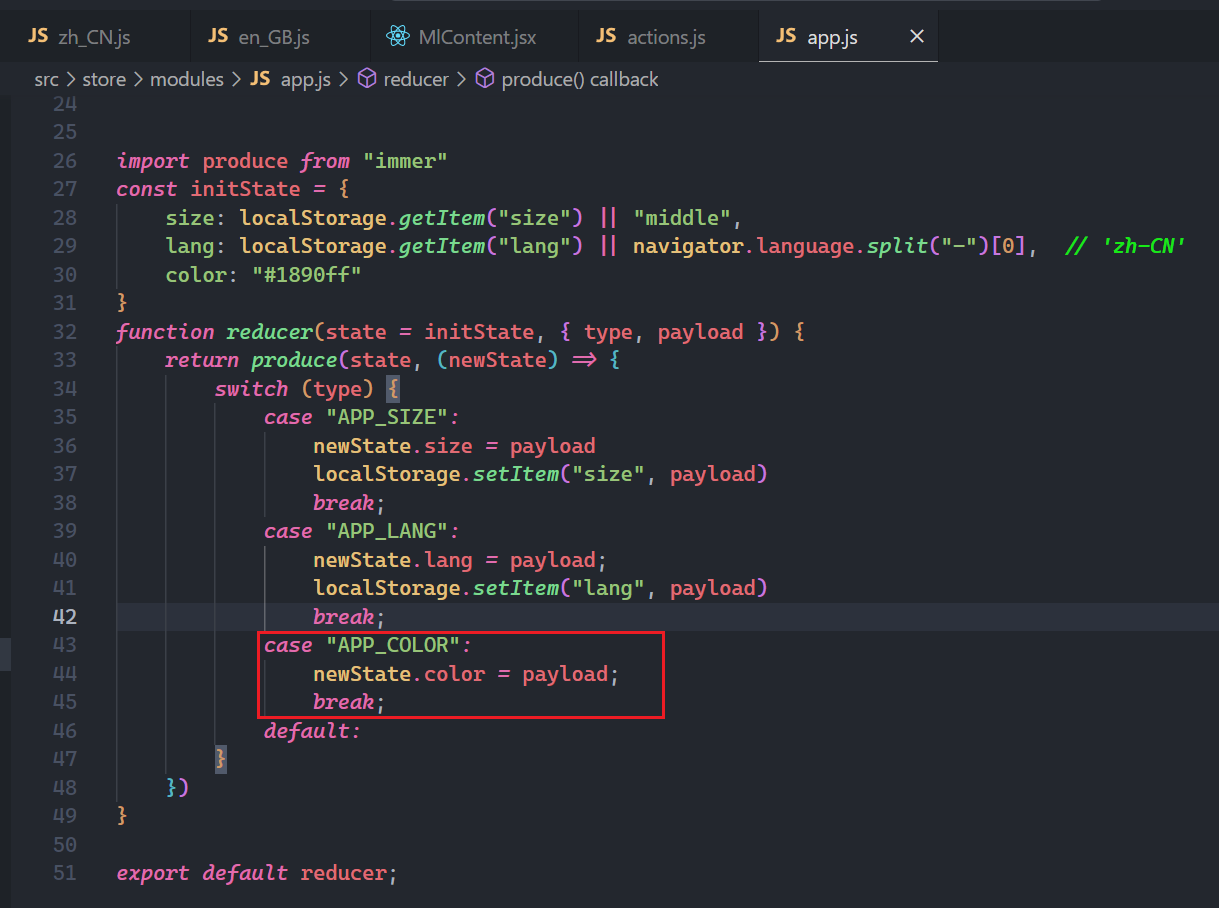 JS zh_CN.js JS en_GB.js MlContent.jsx JS actions.js JS app.js ×
src > store > modules > JS app.js > reducer > produce() callback
24
25
26 import produce from "immer"
27 const initState = {
28     size: localStorage.getItem("size") || "middle",
29     lang: localStorage.getItem("lang") || navigator.language.split("-")[0],  // 'zh-CN'
30     color: "#1890ff"
31 }
32 function reducer(state = initState, { type, payload }) {
33     return produce(state, (newState) => {
34         switch (type) {
35             case "APP_SIZE":
36                 newState.size = payload
37                 localStorage.setItem("size", payload)
38                 break;
39             case "APP_LANG":
40                 newState.lang = payload;
41                 localStorage.setItem("lang", payload)
42                 break;
43             case "APP_COLOR":
44                 newState.color = payload;
45                 break;
46             default:
47         }
48     })
49 }
50
51 export default reducer;